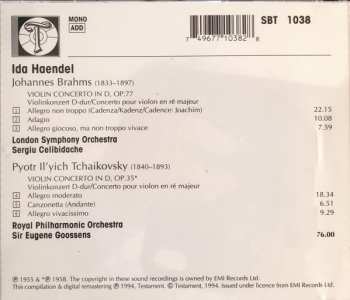 MONO
ADD
SBT 1038
7 49677 10382 8
Ida Haendel
Johannes Brahms (1833–1897)
VIOLIN CONCERTO IN D, OP.77
Violinkonzert D-dur/Concerto pour violon en ré majeur
1 Allegro non troppo (Cadenza/Kadenz/Cadence: Joachim) 22.15
2 Adagio 10.08
3 Allegro giocoso, ma non troppo vivace 7.59
London Symphony Orchestra
Sergiu Celibidache
Pyotr Il'yich Tchaikovsky (1840–1893)
VIOLIN CONCERTO IN D, OP.35*
Violinkonzert D-dur/Concerto pour violon en ré majeur
4 Allegro moderato 18.34
5 Canzonetta (Andante) 6.51
6 Allegro vivacissimo 9.29
Royal Philharmonic Orchestra
Sir Eugene Goossens 76.00
℗ 1955 & *℗ 1958. The copyright in these sound recordings is owned by EMI Records Ltd.
This compilation & digital remastering ℗ 1994, Testament. © Testament, 1994. Issued under licence from EMI Records Ltd.